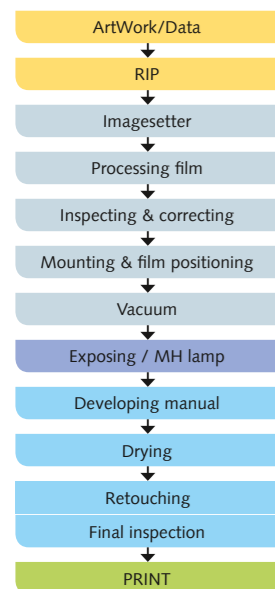 ArtWork/Data
RIP
Imagesetter
Processing film
Inspecting & correcting
Mounting & film positioning
Vacuum
Exposing / MH lamp
Developing manual
Drying
Retouching
Final inspection
PRINT